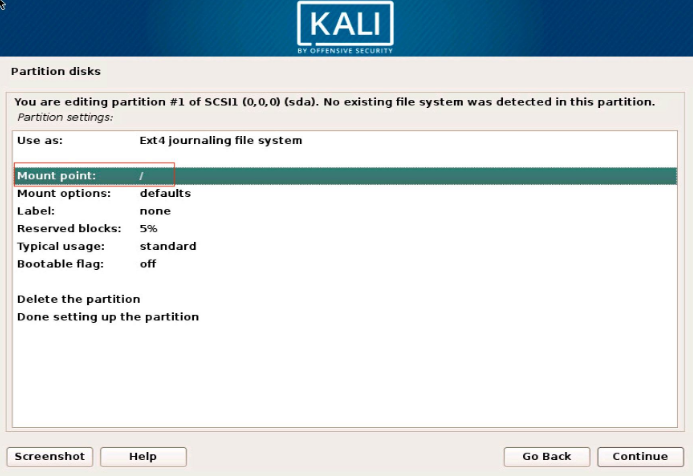 KALI
BY OFFENSIVE SECURITY
Partition disks
You are editing partition #1 of SCSI1 (0,0,0) (sda). No existing file system was detected in this partition.
Partition settings:
Use as: Ext4 journaling file system
Mount point: /
Mount options: defaults
Label: none
Reserved blocks: 5%
Typical usage: standard
Bootable flag: off
Delete the partition
Done setting up the partition
Screenshot Help Go Back Continue